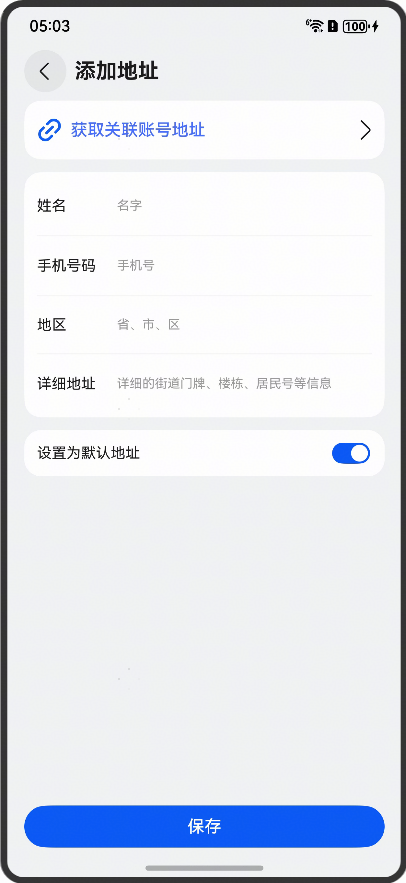 05:03
100
添加地址
获取关联账号地址
姓名 名字
手机号码 手机号
地区 省、市、区
详细地址 详细的街道门牌、楼栋、居民号等信息
设置为默认地址
保存